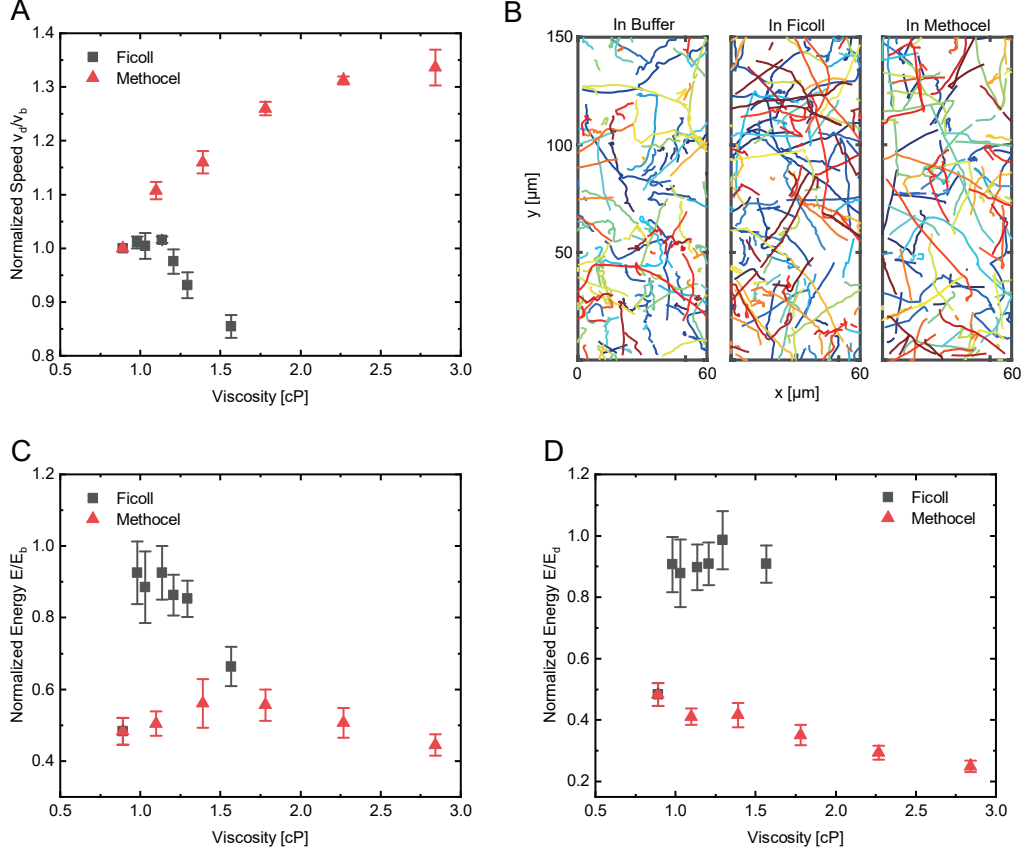 A
Normalized Speed v_d/v_b
1.4
1.3
1.2
1.1
1.0
0.9
0.8
Ficoll
Methocel
0.5 1.0 1.5 2.0 2.5 3.0
Viscosity [cP]
B
In Buffer In Ficoll In Methocel
y [µm]
150
100
50
0 60 60 60
x [µm]
C
Normalized Energy E/E_b
1.2
1.0
0.8
0.6
0.4
Ficoll
Methocel
0.5 1.0 1.5 2.0 2.5 3.0
Viscosity [cP]
D
Normalized Energy E/E_d
1.2
1.0
0.8
0.6
0.4
0.2
Ficoll
Methocel
0.5 1.0 1.5 2.0 2.5 3.0
Viscosity [cP]